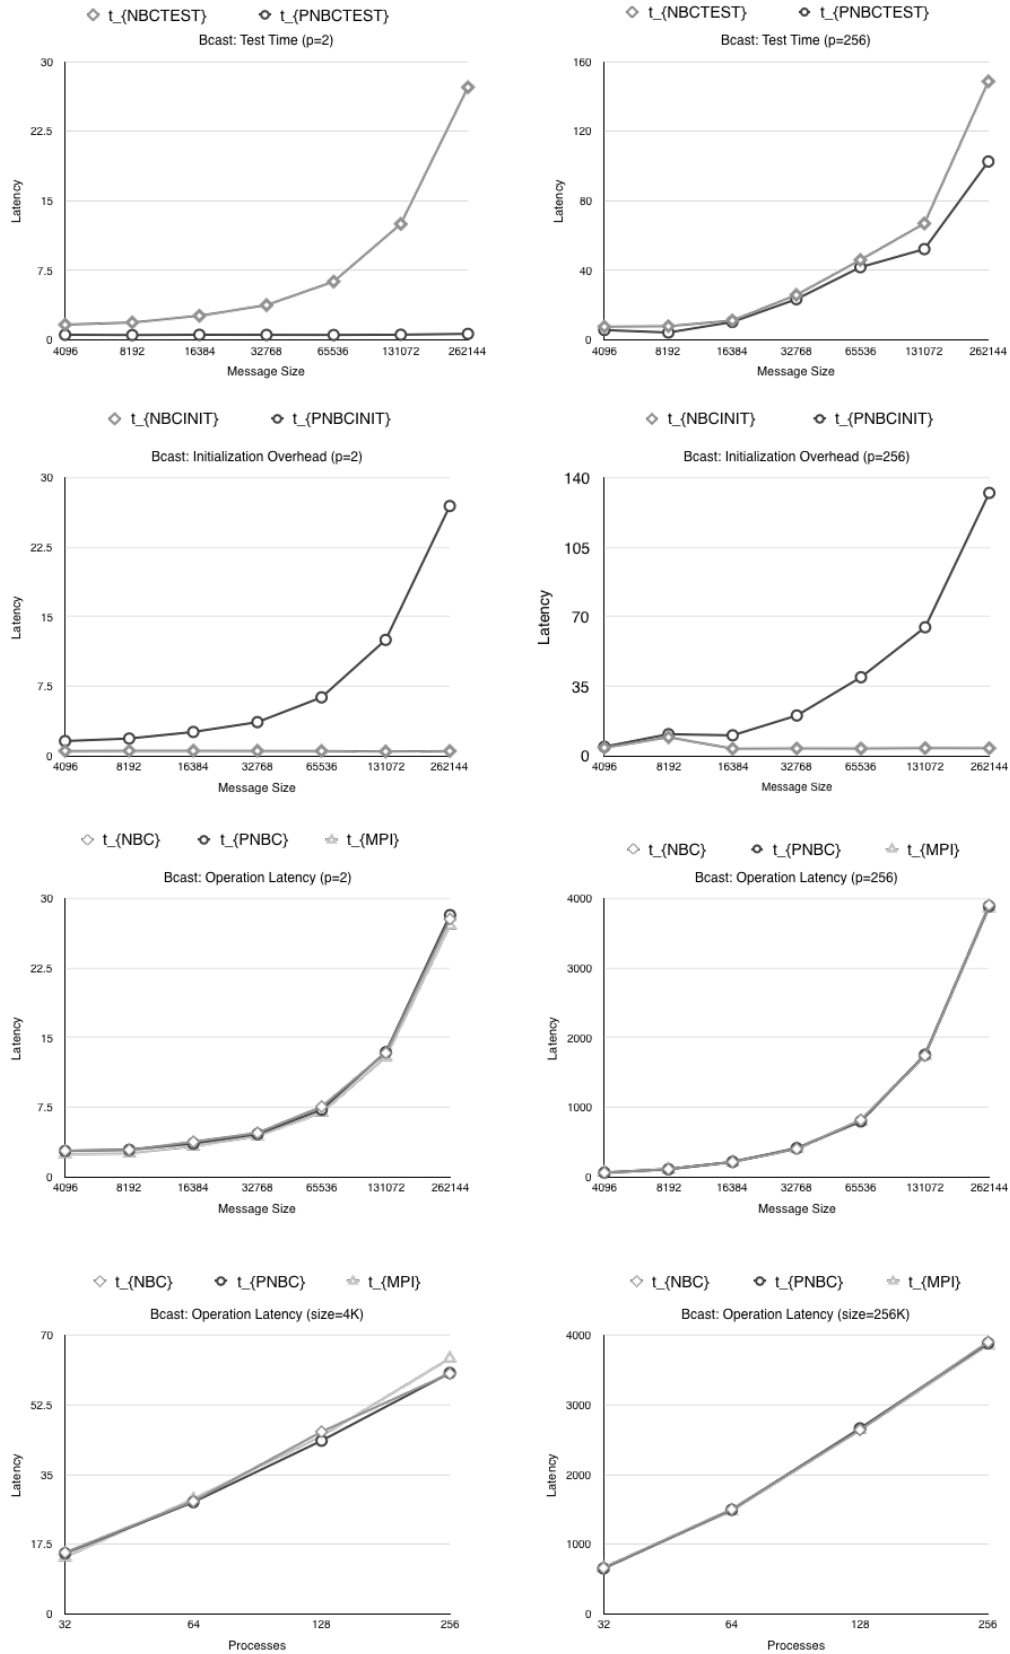 t_{NBCTEST} t_{PNBCTEST}
Bcast: Test Time (p=2)
30
22.5
15
7.5
0
Latency
4096 8192 16384 32768 65536 131072 262144
Message Size
t_{NBCTEST} t_{PNBCTEST}
Bcast: Test Time (p=256)
160
120
80
40
0
Latency
4096 8192 16384 32768 65536 131072 262144
Message Size
t_{NBCINIT} t_{PNBCINIT}
Bcast: Initialization Overhead (p=2)
30
22.5
15
7.5
0
Latency
4096 8192 16384 32768 65536 131072 262144
Message Size
t_{NBCINIT} t_{PNBCINIT}
Bcast: Initialization Overhead (p=256)
140
105
70
35
0
Latency
4096 8192 16384 32768 65536 131072 262144
Message Size
t_{NBC} t_{PNBC} t_{MPI}
Bcast: Operation Latency (p=2)
30
22.5
15
7.5
0
Latency
4096 8192 16384 32768 65536 131072 262144
Message Size
t_{NBC} t_{PNBC} t_{MPI}
Bcast: Operation Latency (p=256)
4000
3000
2000
1000
0
Latency
4096 8192 16384 32768 65536 131072 262144
Message Size
t_{NBC} t_{PNBC} t_{MPI}
Bcast: Operation Latency (size=4K)
70
52.5
35
17.5
0
Latency
32 64 128 256
Processes
t_{NBC} t_{PNBC} t_{MPI}
Bcast: Operation Latency (size=256K)
4000
3000
2000
1000
0
Latency
32 64 128 256
Processes